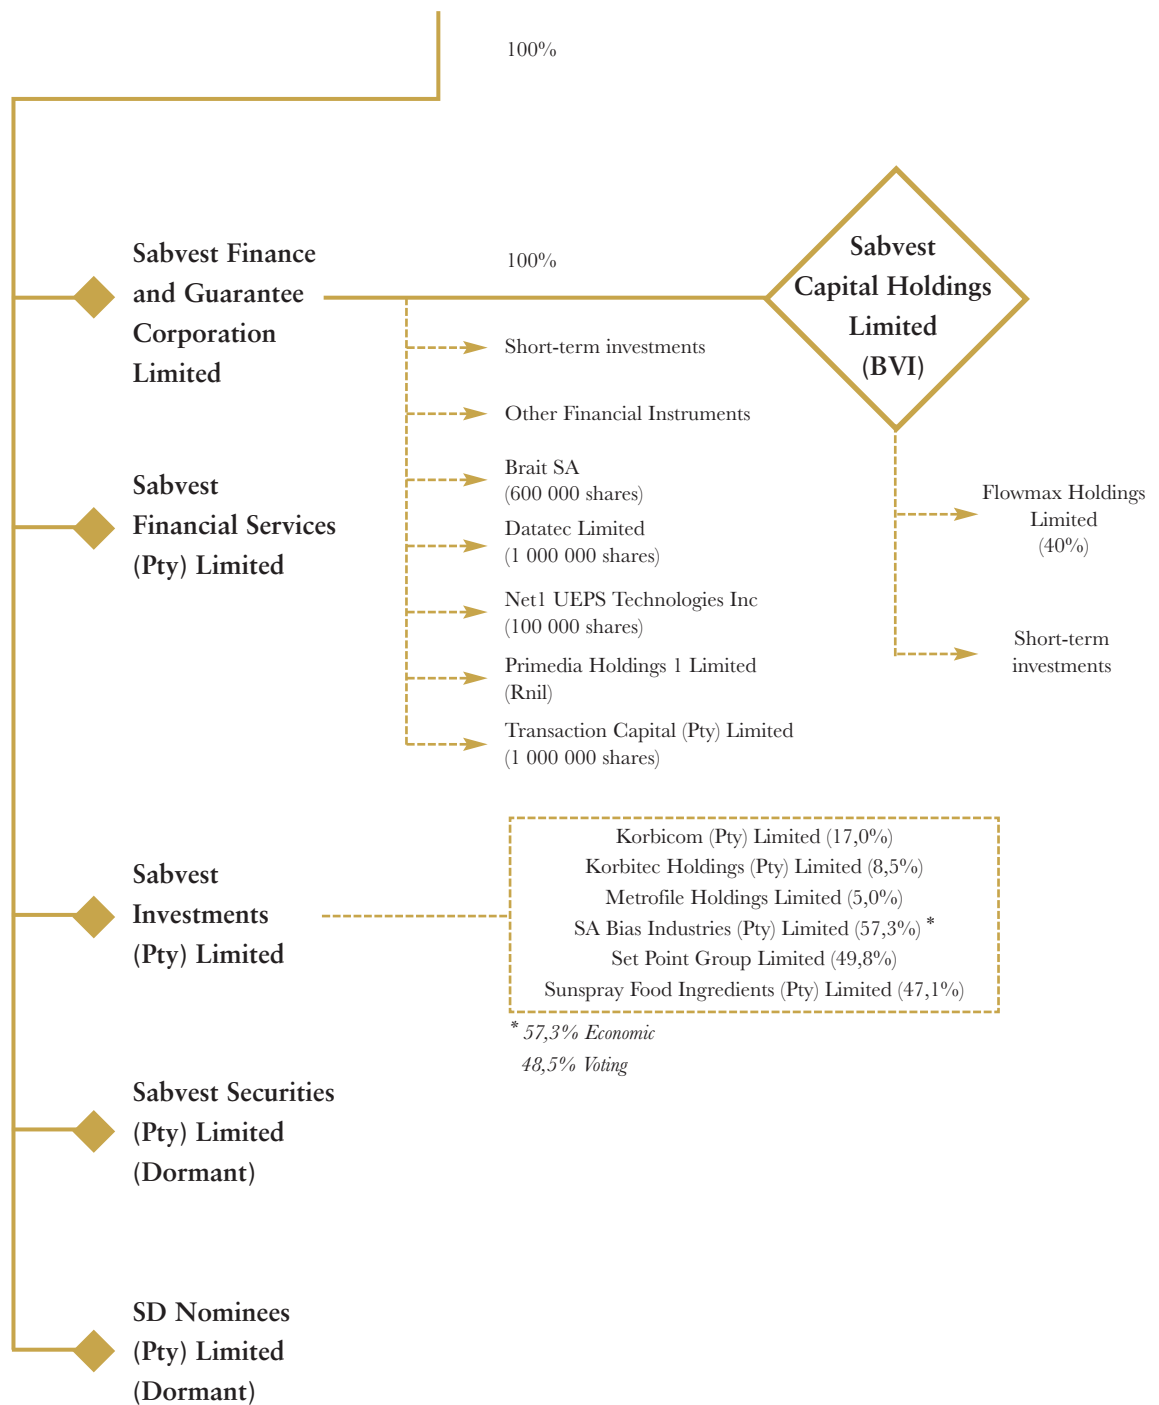 100%
Sabvest Finance
and Guarantee
Corporation
Limited
100%
Sabvest
Capital Holdings
Limited
(BVI)
Short-term investments
Other Financial Instruments
Brait SA
(600 000 shares)
Datatec Limited
(1 000 000 shares)
Net1 UEPS Technologies Inc
(100 000 shares)
Primedia Holdings 1 Limited
(Rnil)
Transaction Capital (Pty) Limited
(1 000 000 shares)
Flowmax Holdings
Limited
(40%)
Short-term
investments
Sabvest
Financial Services
(Pty) Limited
Sabvest
Investments
(Pty) Limited
Korbicom (Pty) Limited (17,0%)
Korbitec Holdings (Pty) Limited (8,5%)
Metrofile Holdings Limited (5,0%)
SA Bias Industries (Pty) Limited (57,3%) *
Set Point Group Limited (49,8%)
Sunspray Food Ingredients (Pty) Limited (47,1%)
* 57,3% Economic
48,5% Voting
Sabvest Securities
(Pty) Limited
(Dormant)
SD Nominees
(Pty) Limited
(Dormant)